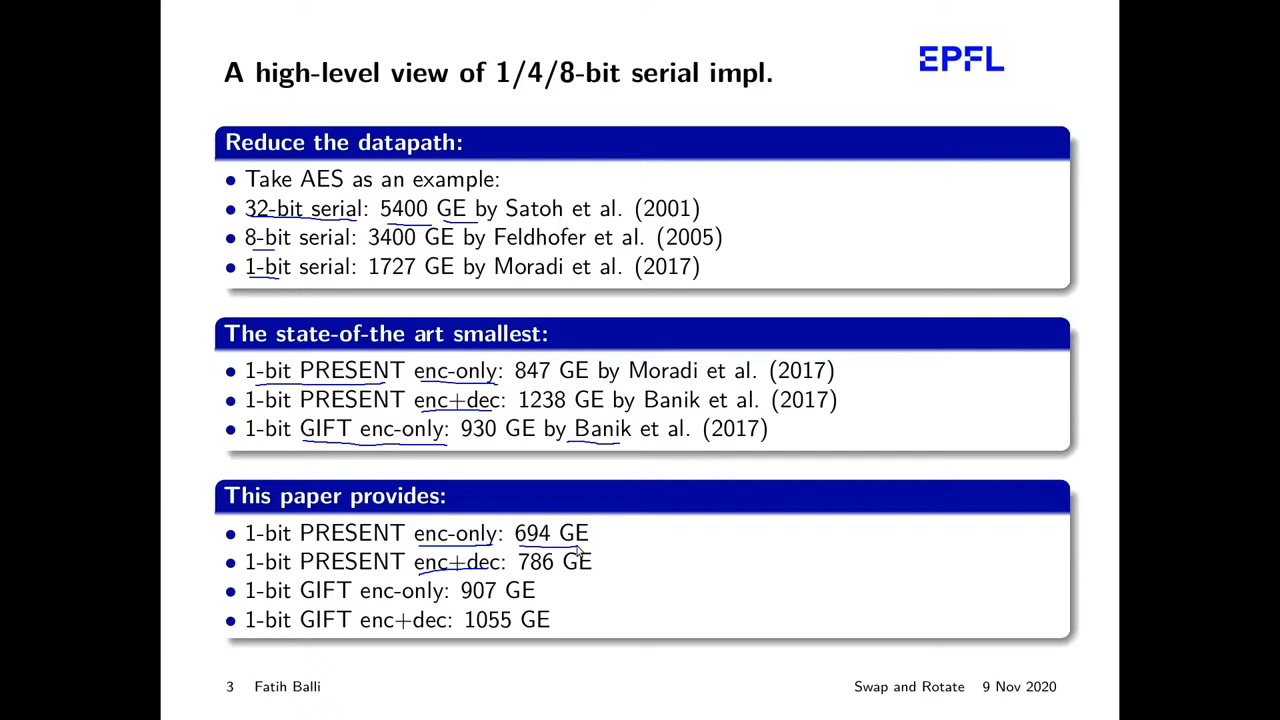 A high-level view of 1/4/8-bit serial impl.
EPFL
Reduce the datapath:
• Take AES as an example:
• 32-bit serial: 5400 GE by Satoh et al. (2001)
• 8-bit serial: 3400 GE by Feldhofer et al. (2005)
• 1-bit serial: 1727 GE by Moradi et al. (2017)
The state-of-the art smallest:
• 1-bit PRESENT enc-only: 847 GE by Moradi et al. (2017)
• 1-bit PRESENT enc+dec: 1238 GE by Banik et al. (2017)
• 1-bit GIFT enc-only: 930 GE by Banik et al. (2017)
This paper provides:
• 1-bit PRESENT enc-only: 694 GE
• 1-bit PRESENT enc+dec: 786 GE
• 1-bit GIFT enc-only: 907 GE
• 1-bit GIFT enc+dec: 1055 GE
3 Fatih Balli Swap and Rotate 9 Nov 2020